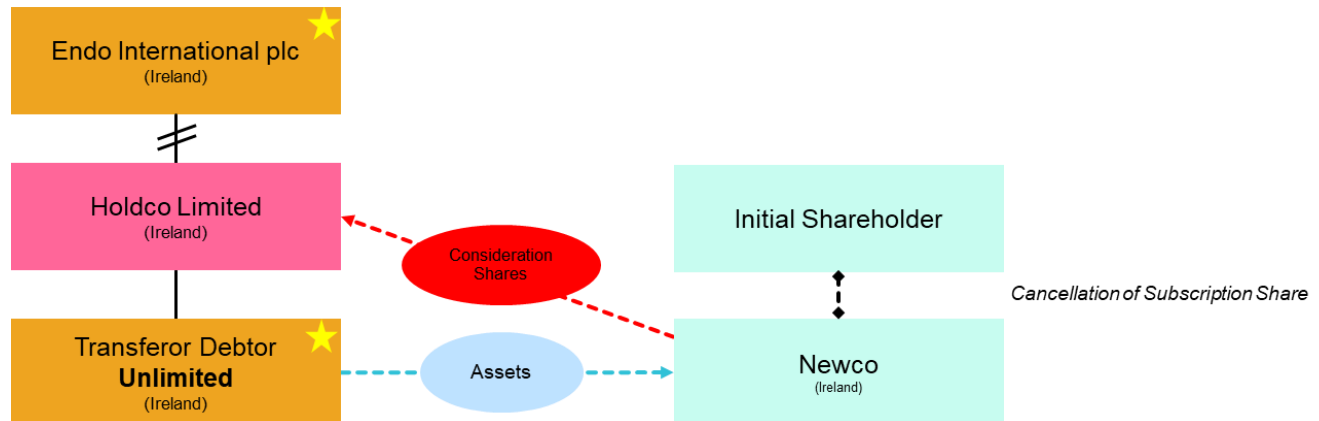 Endo International plc
(Ireland)
Holdco Limited
(Ireland)
Initial Shareholder
Consideration
Shares
Cancellation of Subscription Share
Transferor Debtor
Unlimited
(Ireland)
Assets
Newco
(Ireland)